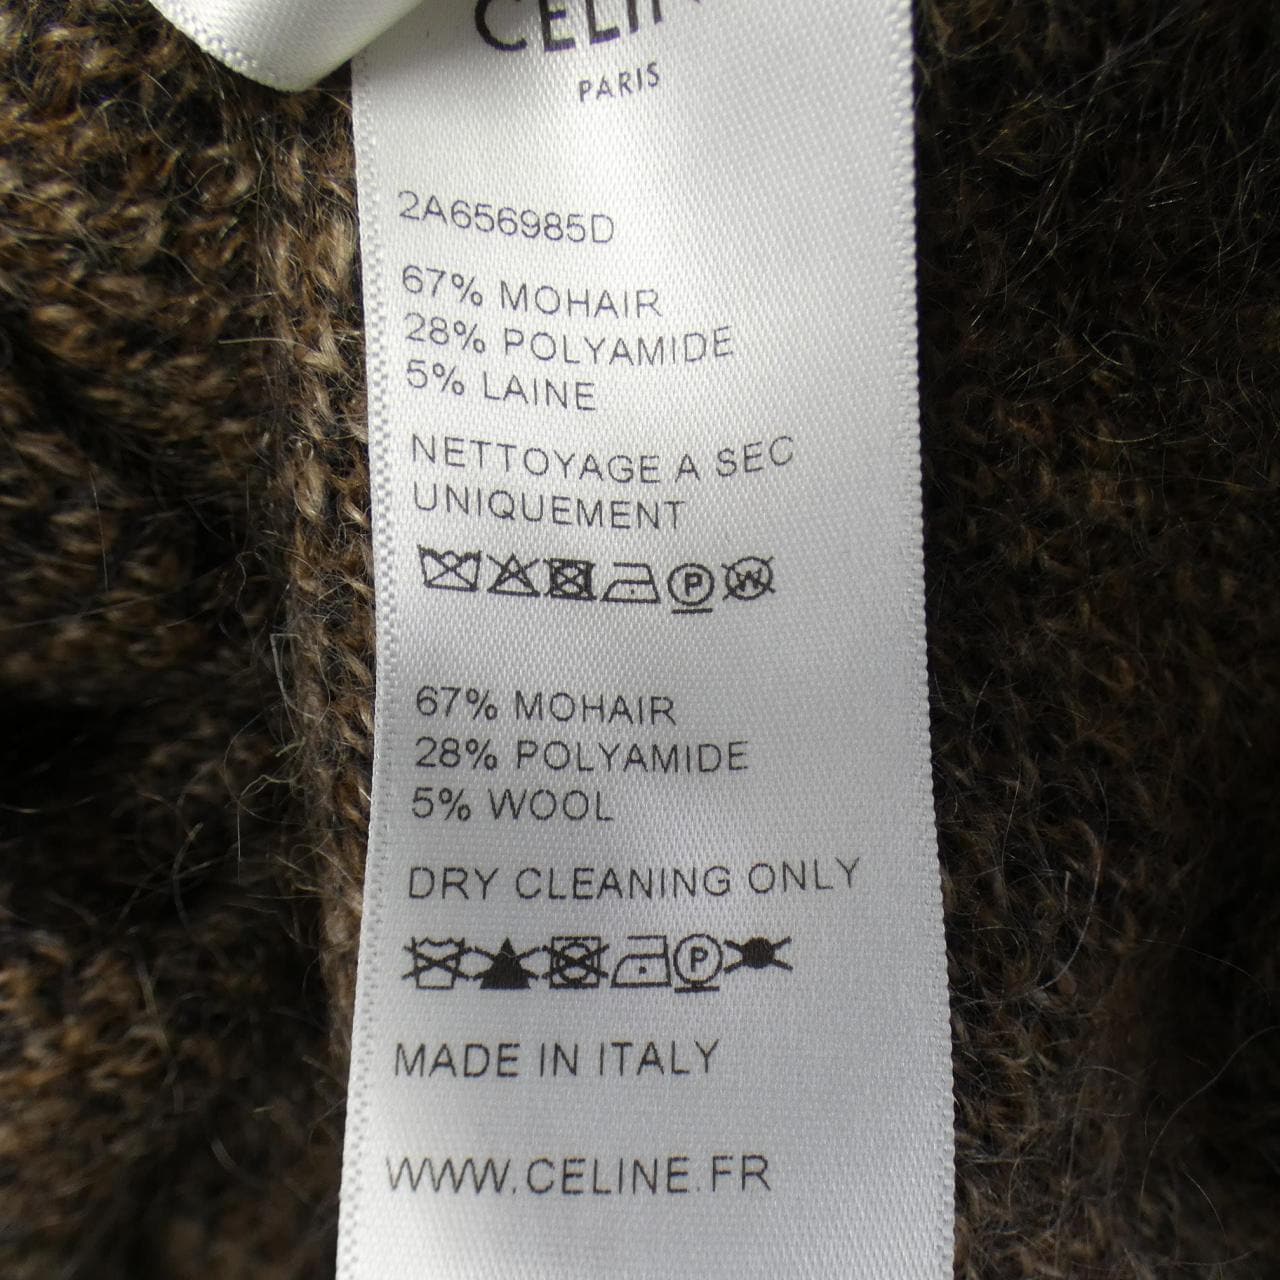 CELIN
PARIS
2A656985D
67% MOHAIR
28% POLYAMIDE
5% LAINE
NETTOYAGE A SEC
UNIQUEMENT
P W
67% MOHAIR
28% POLYAMIDE
5% WOOL
DRY CLEANING ONLY
P
MADE IN ITALY
WWW.CELINE.FR